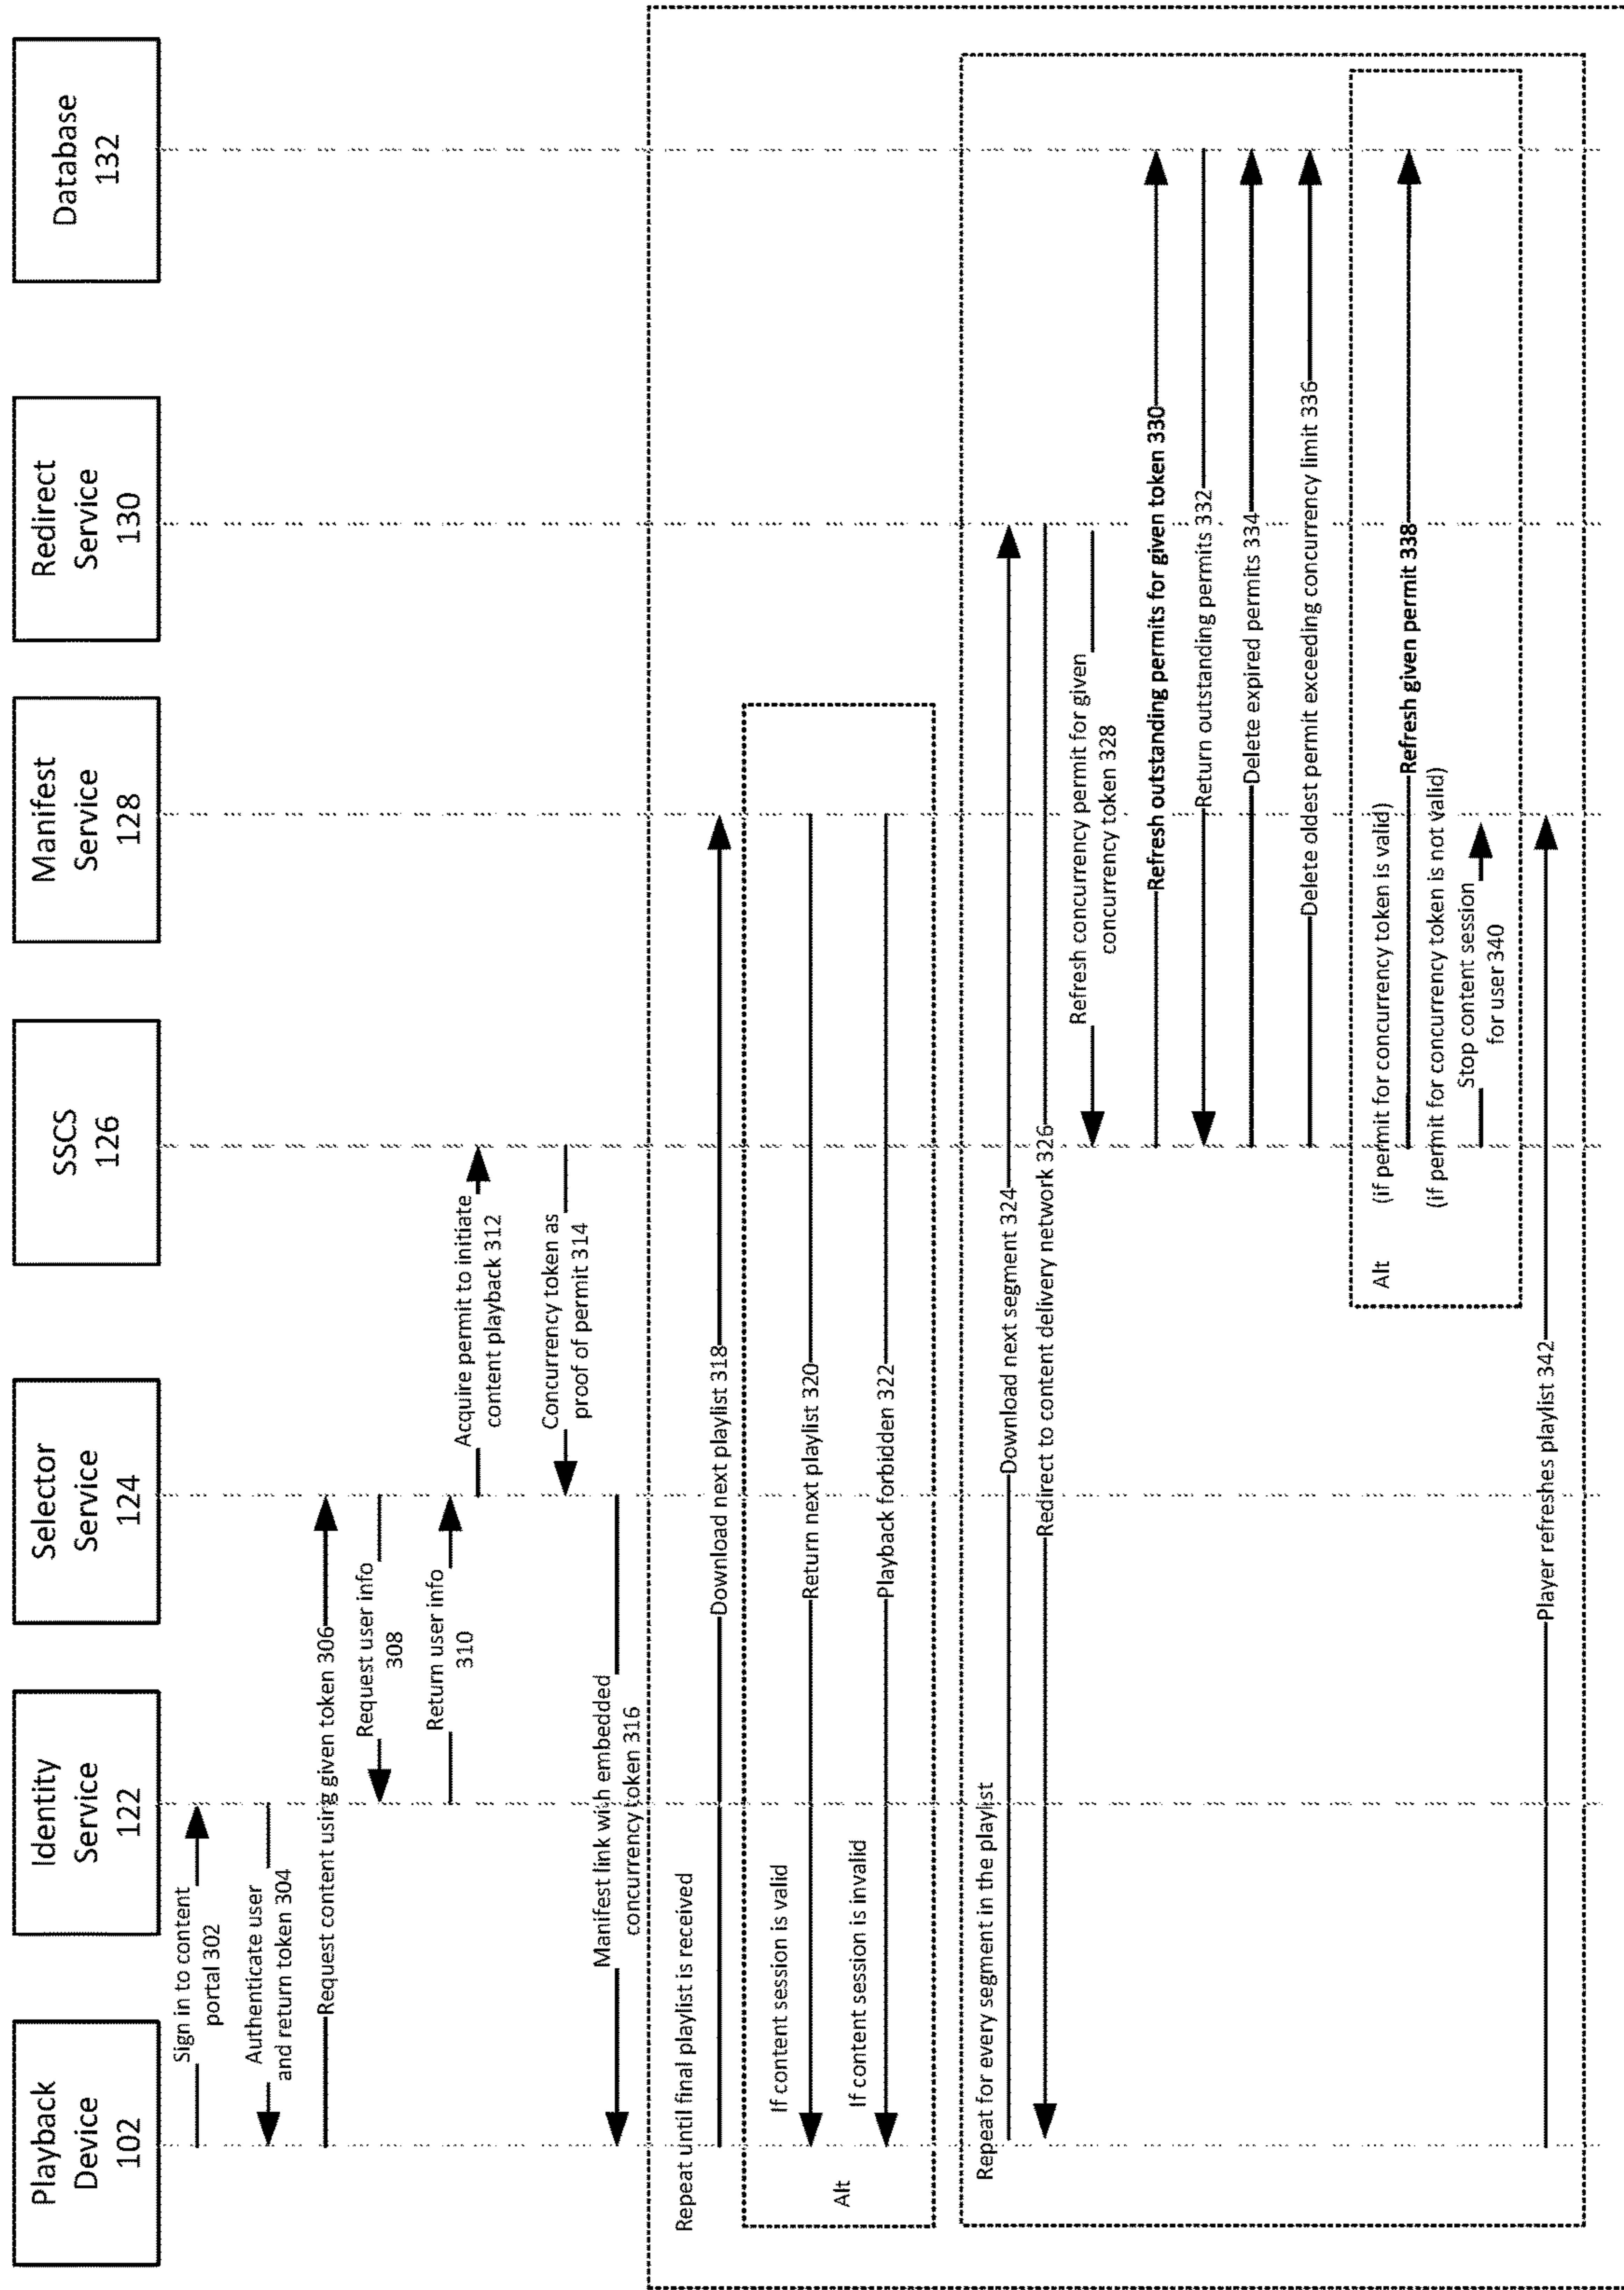 Playback
Device
102
Identity
Service
122
Selector
Service
124
SSCS
126
Manifest
Service
128
Redirect
Service
130
Database
132
Sign in to content
portal 302
Authenticate user
and return token 304
Request content using given token 306
Request user info
308
Return user info
310
Acquire permit to initiate
content playback 312
Concurrency token as
proof of permit 314
Manifest link with embedded
concurrency token 316
Repeat until final playlist is received
Download next playlist 318
If content session is valid
Return next playlist 320
Alt
If content session is invalid
Playback forbidden 322
Repeat for every segment in the playlist
Download next segment 324
Redirect to content delivery network 326
Refresh concurrency permit for given
concurrency token 328
Refresh outstanding permits for given token 330
Return outstanding permits 332
Delete expired permits 334
Delete oldest permit exceeding concurrency limit 336
Alt
(if permit for concurrency token is valid)
Refresh given permit 338
(if permit for concurrency token is not valid)
Stop content session
for user 340
Player refreshes playlist 342